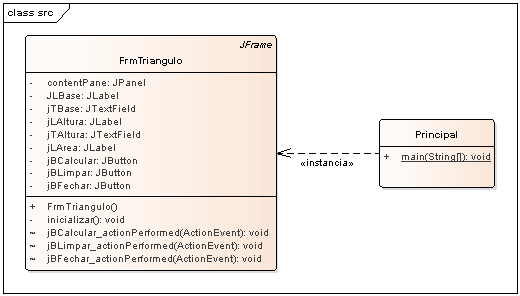 class src
JFrame
FrmTriangulo
- contentPane: JPanel
- JLBase: JLabel
- jTBase: JTextField
- jLAltura: JLabel
- jTAltura: JTextField
- jLArea: JLabel
- jBCalcular: JButton
- jBLimpar: JButton
- jBFechar: JButton
+ FrmTriangulo()
- inicializar(): void
~ jBCalcular_actionPerformed(ActionEvent): void
~ jBLimpar_actionPerformed(ActionEvent): void
~ jBFechar_actionPerformed(ActionEvent): void
«instancia»
Principal
+ main(String[]): void